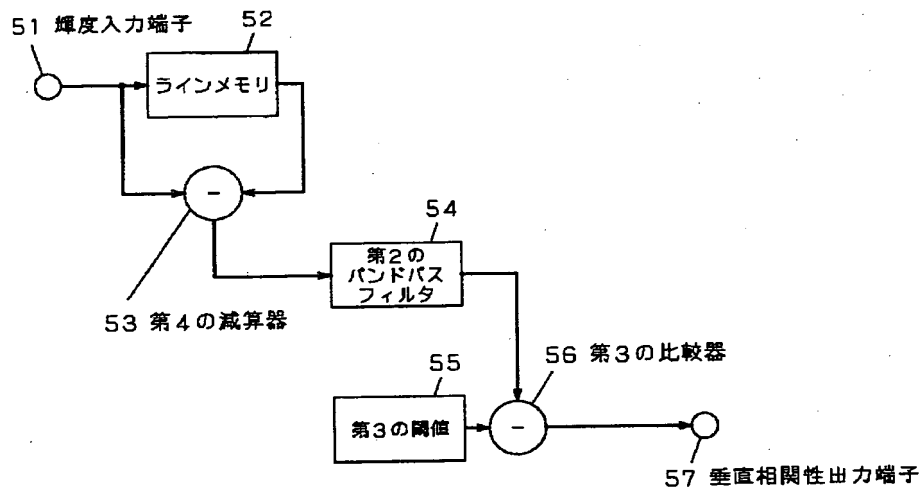 51 輝度入力端子
52
ラインメモリ
-
53 第4の減算器
54
第2の
バンドパス
フィルタ
55
第3の閾値
56 第3の比較器
-
57 垂直相関性出力端子